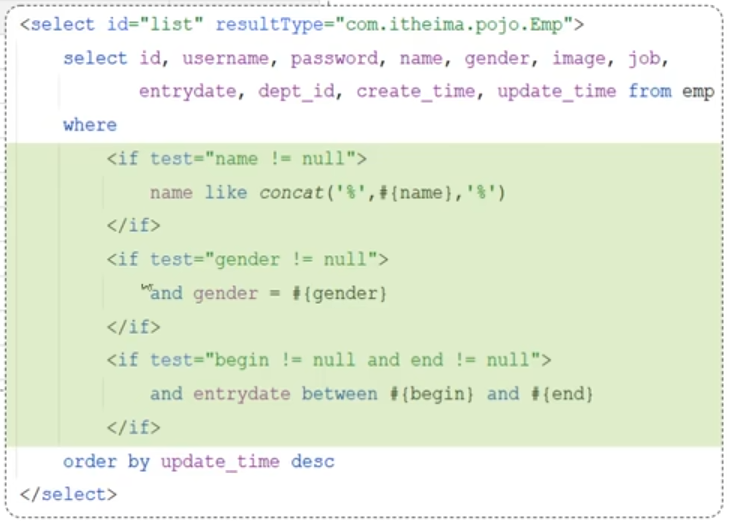 <select id="list" resultType="com.itheima.pojo.Emp">
select id, username, password, name, gender, image, job,
entrydate, dept_id, create_time, update_time from emp
where
<if test="name != null">
name like concat('%',#{name},'%')
</if>
<if test="gender != null">
and gender = #{gender}
</if>
<if test="begin != null and end != null">
and entrydate between #{begin} and #{end}
</if>
order by update_time desc
</select>